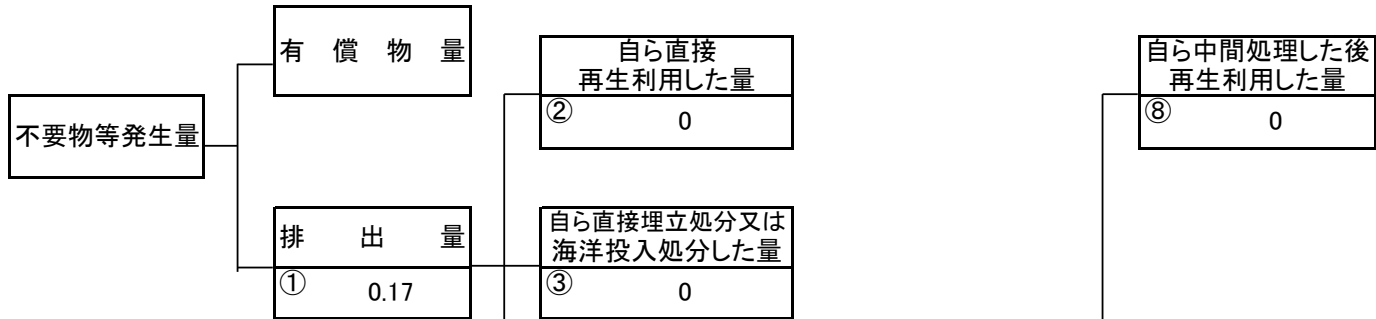 有償物量
自ら直接
再生利用した量
② 0
自ら中間処理した後
再生利用した量
⑧ 0
不要物等発生量
排出量
① 0.17
自ら直接埋立処分又は
海洋投入処分した量
③ 0